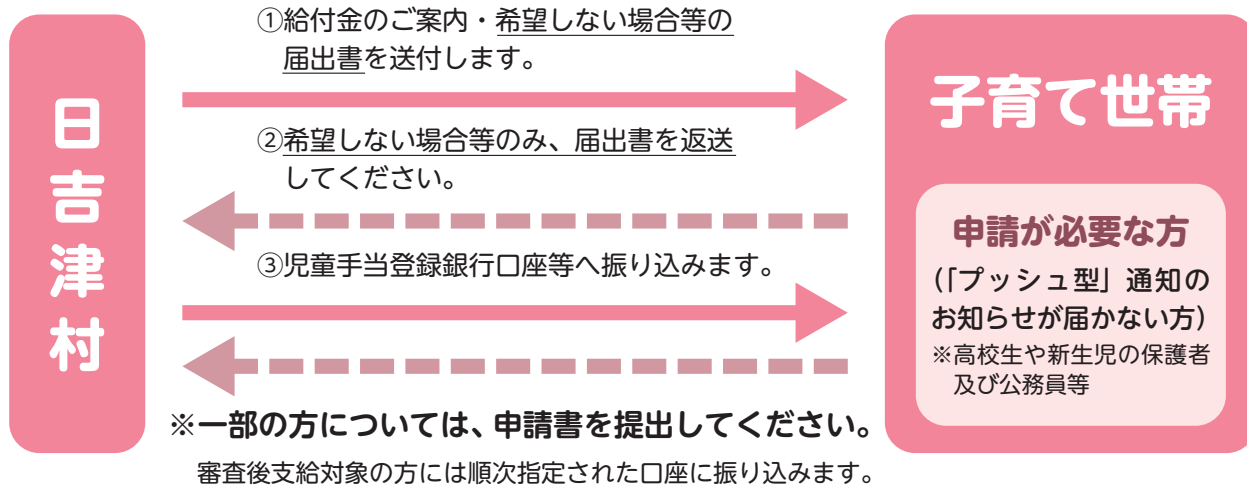 日吉津村
①給付金のご案内・希望しない場合等の
届出書を送付します。
②希望しない場合等のみ、届出書を返送
してください。
③児童手当登録銀行口座等へ振り込みます。
※一部の方については、申請書を提出してください。
審査後支給対象の方には順次指定された口座に振り込みます。
子育て世帯
申請が必要な方
(「プッシュ型」通知の
お知らせが届かない方)
※高校生や新生児の保護者
及び公務員等